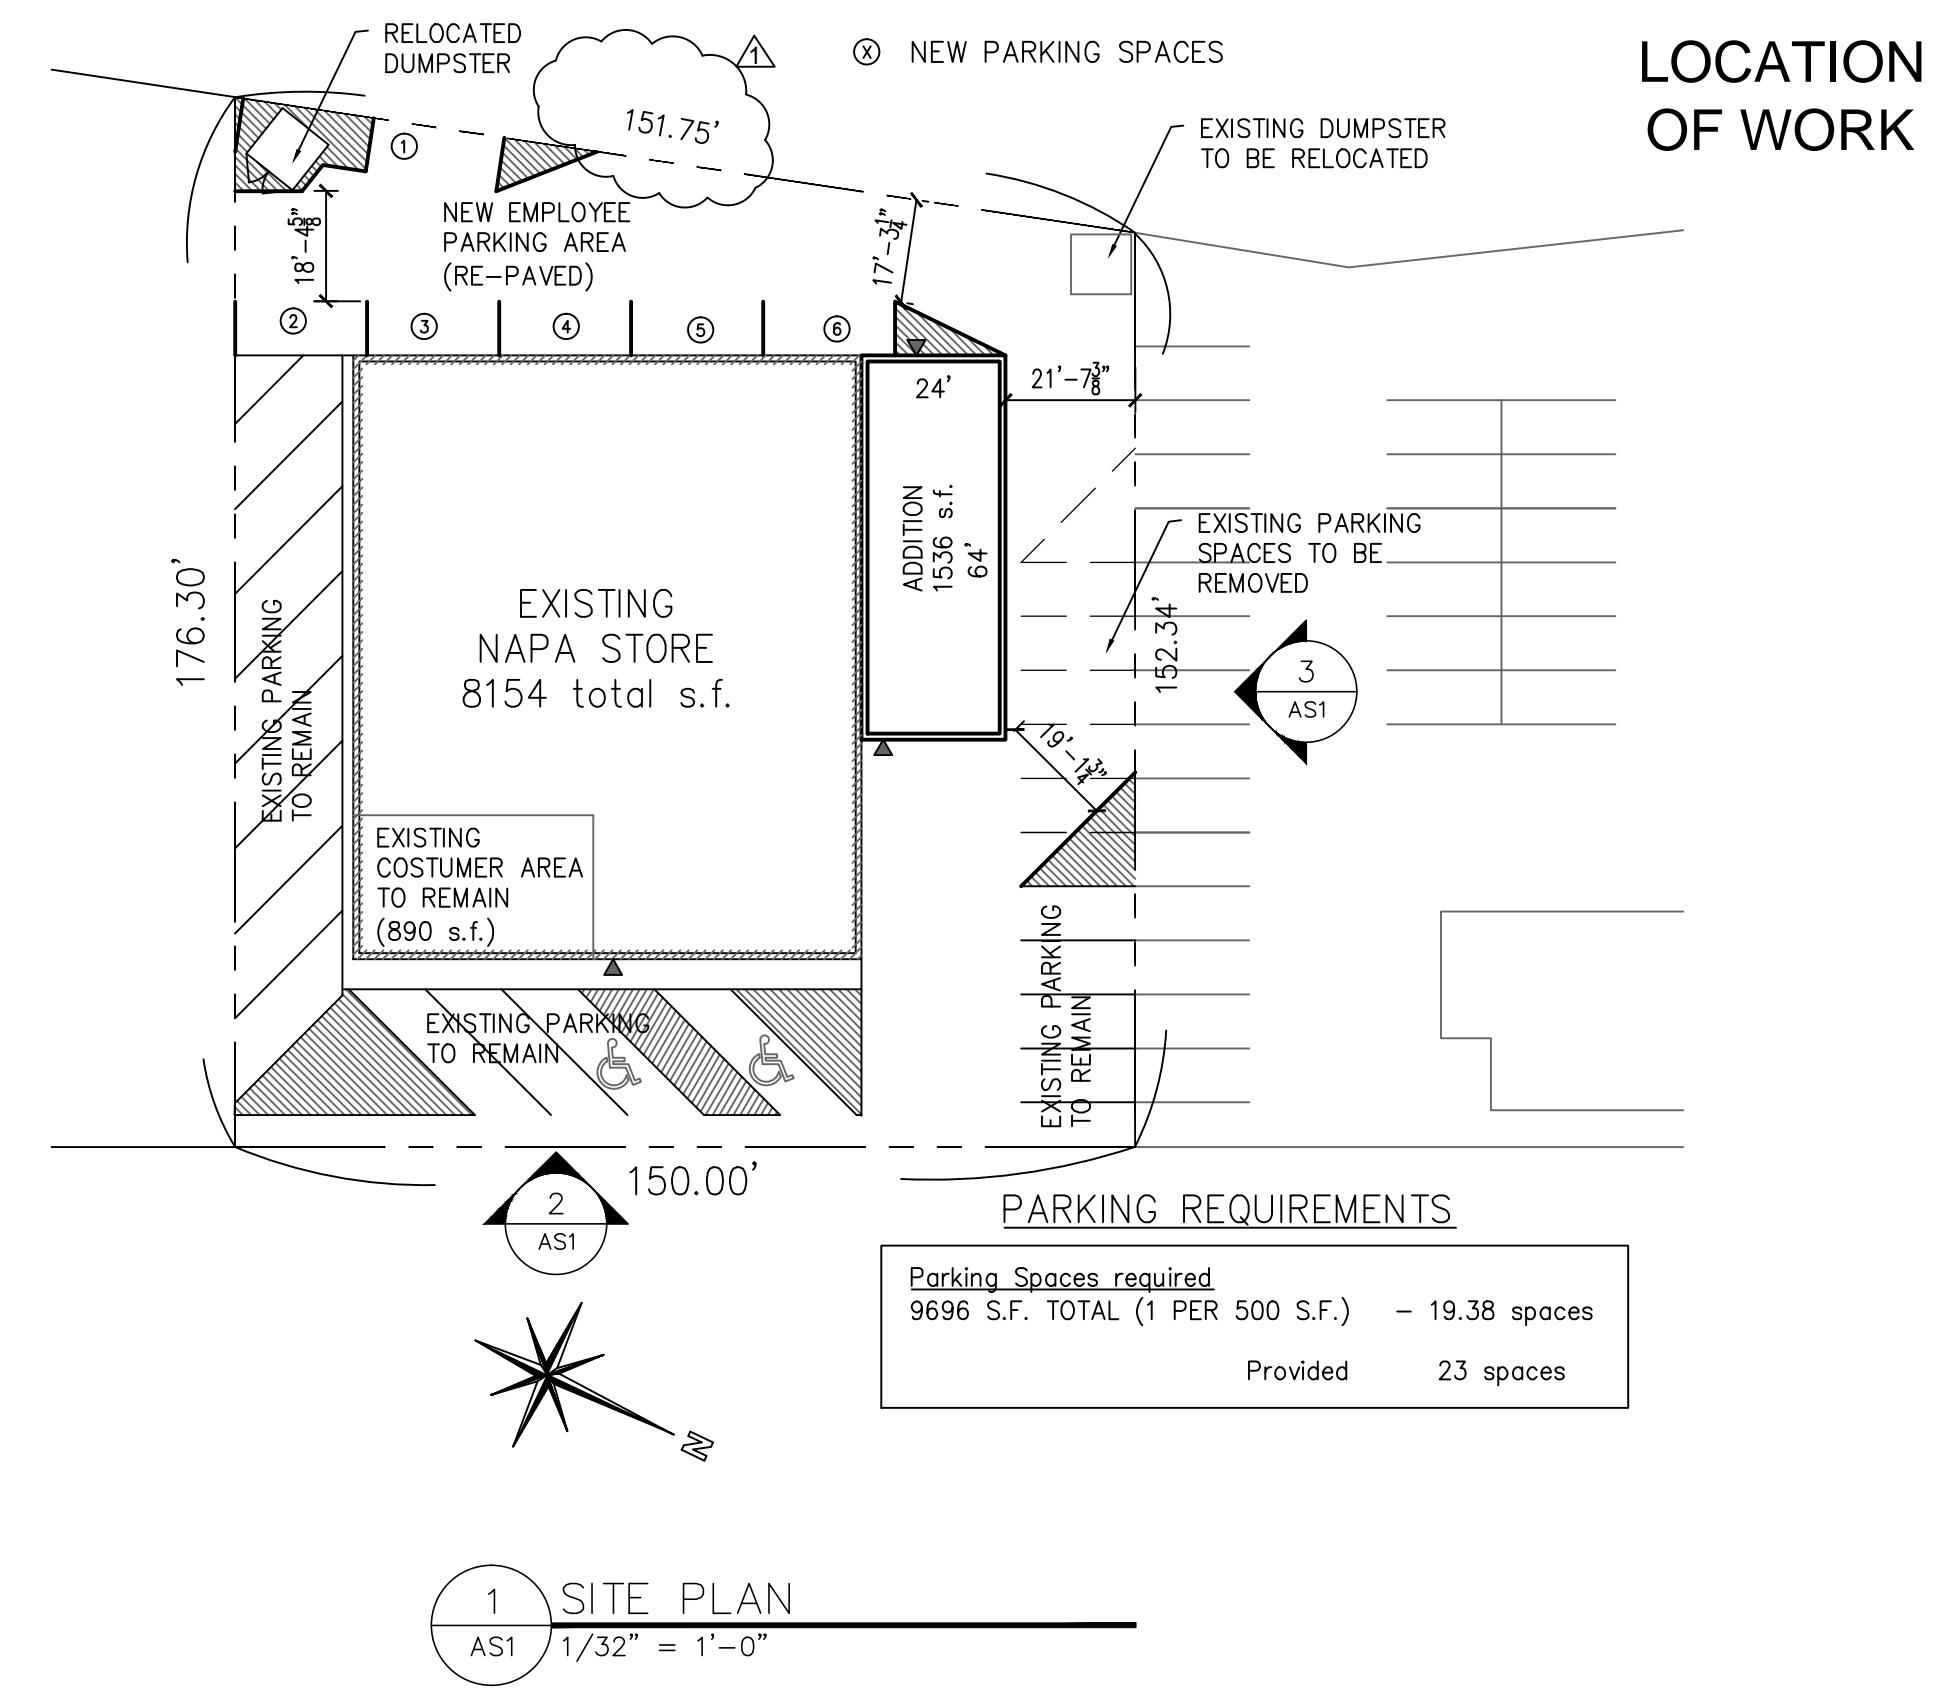 RELOCATED
DUMPSTER
1
151.75'
X NEW PARKING SPACES
LOCATION
OF WORK
EXISTING DUMPSTER
TO BE RELOCATED
1
NEW EMPLOYEE
PARKING AREA
(RE-PAVED)
18'-4 5/8"
17'-3 1/4"
2
3
4
5
6
24'
21'-7 3/8"
ADDITION
1536 s.f.
64'
EXISTING PARKING
SPACES TO BE
REMOVED
176.30'
EXISTING PARKING
TO REMAIN
EXISTING
NAPA STORE
8154 total s.f.
152.34'
3
AS1
19'-1 3/4"
EXISTING
COSTUMER AREA
TO REMAIN
(890 s.f.)
EXISTING PARKING
TO REMAIN
EXISTING PARKING
TO REMAIN
150.00'
2
AS1
PARKING REQUIREMENTS
Parking Spaces required
9696 S.F. TOTAL (1 PER 500 S.F.) - 19.38 spaces
Provided 23 spaces
N
1
AS1
SITE PLAN
1/32" = 1'-0"